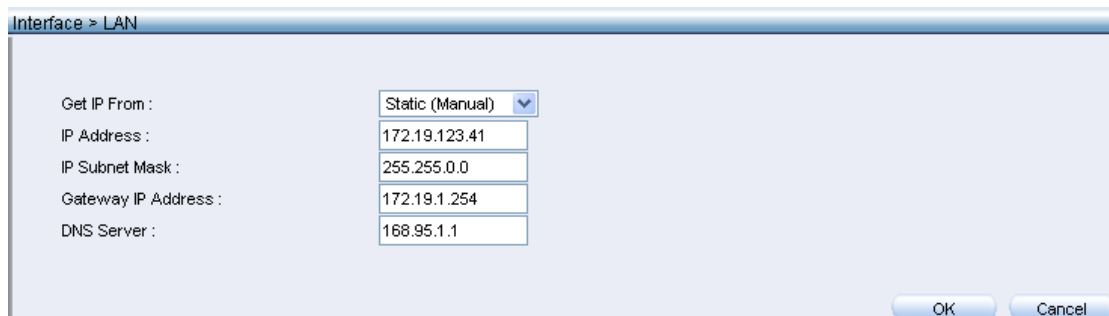 Interface > LAN
Get IP From : Static (Manual)
IP Address : 172.19.123.41
IP Subnet Mask : 255.255.0.0
Gateway IP Address : 172.19.1.254
DNS Server : 168.95.1.1
OK Cancel